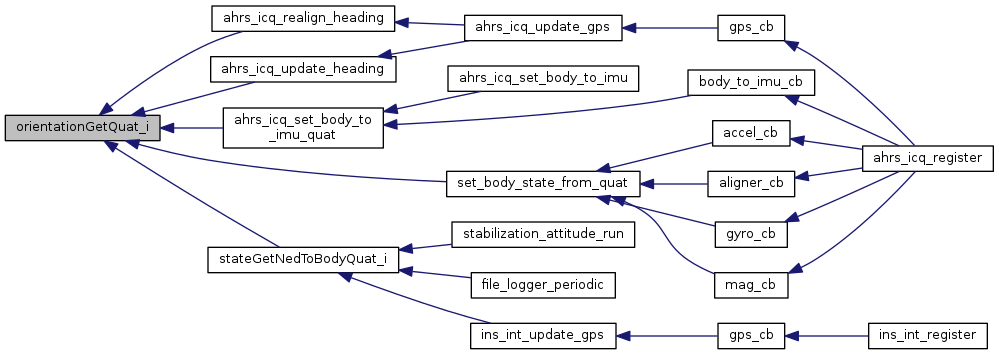 orientationGetQuat_i
ahrs_icq_realign_heading
ahrs_icq_update_heading
ahrs_icq_set_body_to
_imu_quat
set_body_state_from_quat
stateGetNedToBodyQuat_i
ahrs_icq_update_gps
ahrs_icq_set_body_to_imu
stabilization_attitude_run
file_logger_periodic
ins_int_update_gps
gps_cb
body_to_imu_cb
accel_cb
aligner_cb
gyro_cb
mag_cb
gps_cb
ahrs_icq_register
ins_int_register